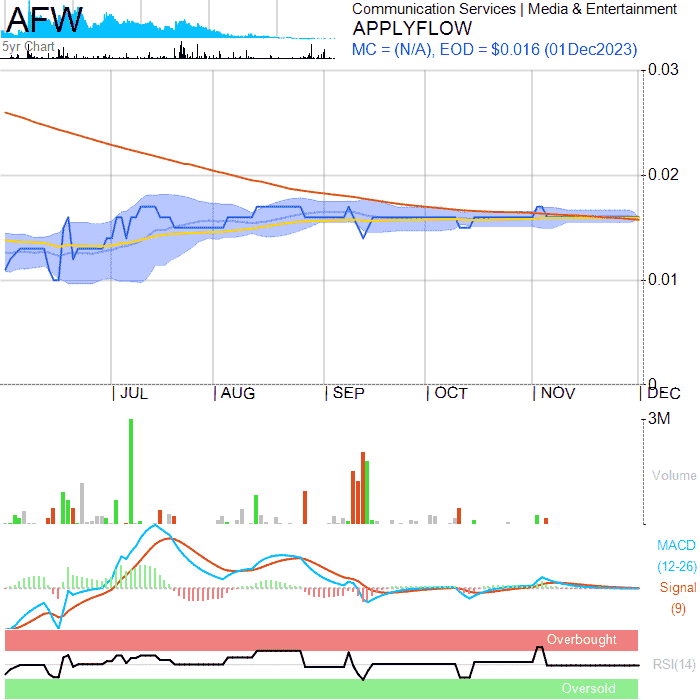 AFW
5yr Chart
Communication Services | Media & Entertainment
APPLYFLOW
MC = (N/A), EOD = $0.016 (01Dec2023)
0.03
0.02
0.01
0
JUL AUG SEP OCT NOV DEC
3M
Volume
MACD
(12-26)
Signal
(9)
Overbought
RSI(14)
Oversold